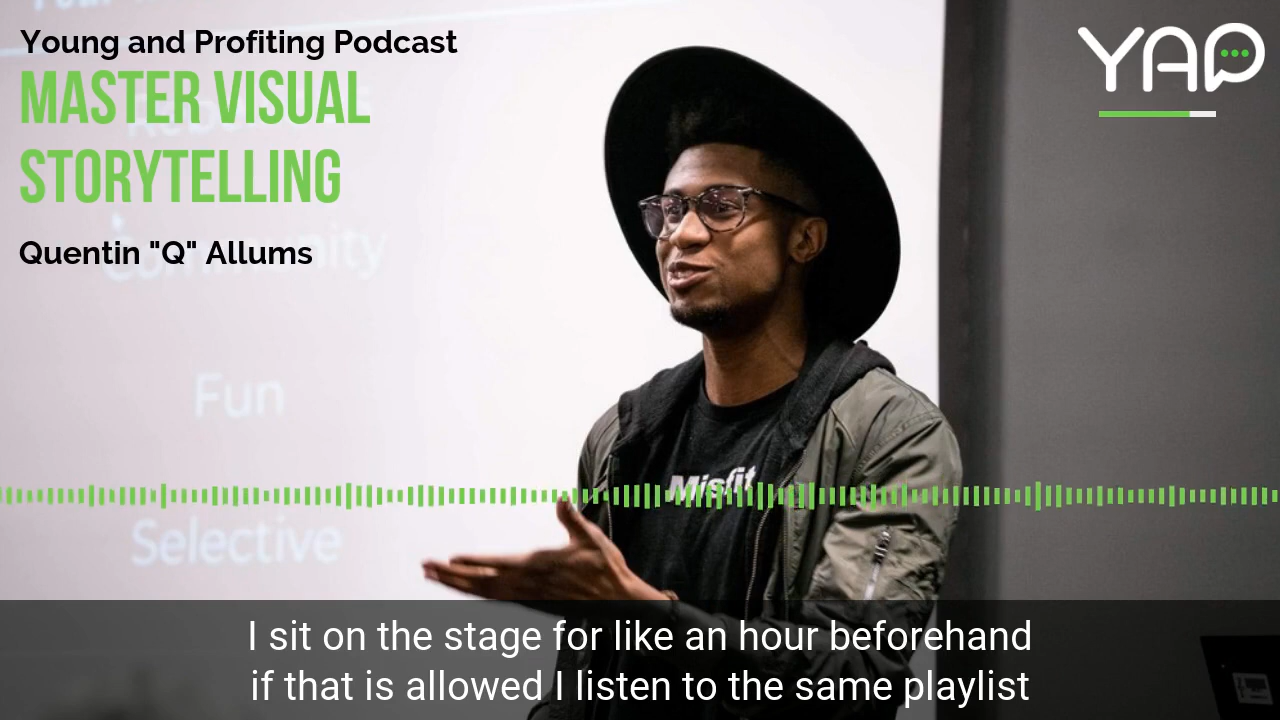 Young and Profiting Podcast
YAP
MASTER VISUAL
STORYTELLING
Quentin "Q" Allums
Community
Fun
Misfit
Selective
I sit on the stage for like an hour beforehand
if that is allowed I listen to the same playlist